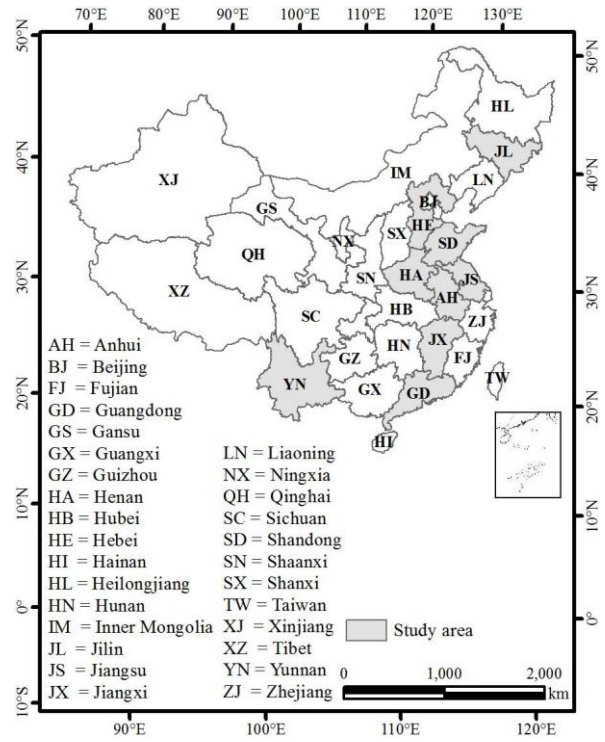 70°E 80°E 90°E 100°E 110°E 120°E 130°E
50°N 50°N
HL
JL
40°N 40°N
IM LN
XJ
BJ
GS HE
SX SD
NX
QH
HA JS
30°N SN 30°N
XZ AH
HB
SC ZJ
JX
HN
GZ FJ
YN TW
GX GD
20°N 20°N
HI
10°N 10°N
0° 0°
10°S
AH = Anhui
BJ = Beijing
FJ = Fujian
GD = Guangdong
GS = Gansu
GX = Guangxi
GZ = Guizhou
HA = Henan
HB = Hubei
HE = Hebei
HI = Hainan
HL = Heilongjiang
HN = Hunan
IM = Inner Mongolia
JL = Jilin
JS = Jiangsu
JX = Jiangxi
LN = Liaoning
NX = Ningxia
QH = Qinghai
SC = Sichuan
SD = Shandong
SN = Shaanxi
SX = Shanxi
TW = Taiwan
XJ = Xinjiang
XZ = Tibet
YN = Yunnan
ZJ = Zhejiang
Study area
0 1,000 2,000
km
90°E 100°E 110°E 120°E